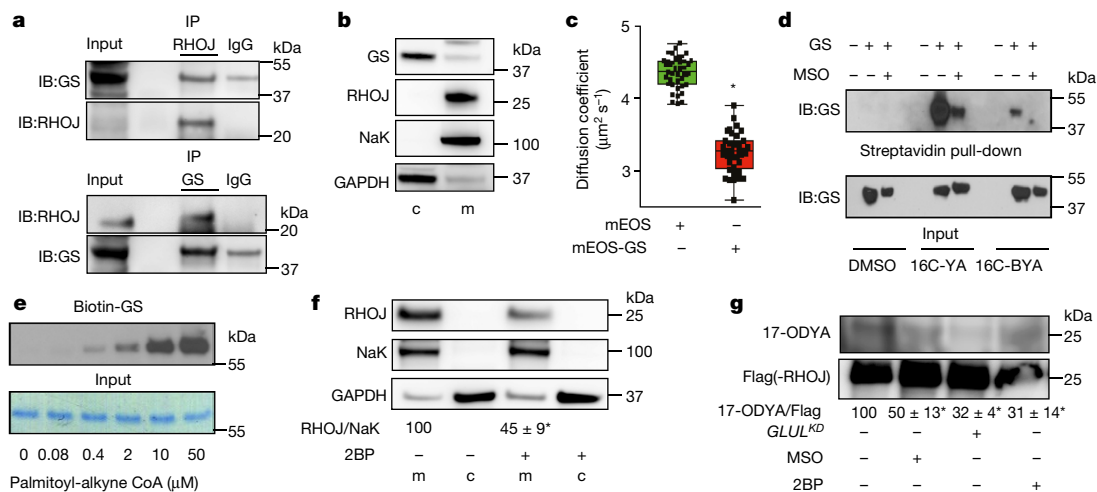 a
IP
Input RHOJ IgG kDa
IB:GS 55
37
IB:RHOJ
20
IP
Input GS IgG
IB:RHOJ kDa
20
IB:GS
37
b
kDa
GS 37
RHOJ 25
NaK 100
GAPDH 37
c m
c
Diffusion coefficient
(μm² s⁻¹)
5
4
3
*
mEOS + –
mEOS-GS – +
d
GS – + + – + + – + +
MSO – – + – – + – – +
kDa
IB:GS 55
37
Streptavidin pull-down
IB:GS 55
37
Input
DMSO 16C-YA 16C-BYA
e
Biotin-GS
kDa
55
Input
55
0 0.08 0.4 2 10 50
Palmitoyl-alkyne CoA (μM)
f
kDa
RHOJ 25
NaK 100
GAPDH 37
RHOJ/NaK 100 45 ± 9*
2BP – – + +
m c m c
g
kDa
17-ODYA 25
Flag(-RHOJ) 25
17-ODYA/Flag 100 50 ± 13* 32 ± 4* 31 ± 14*
GLULᴷᴰ – – + –
MSO – + – –
2BP – – – +